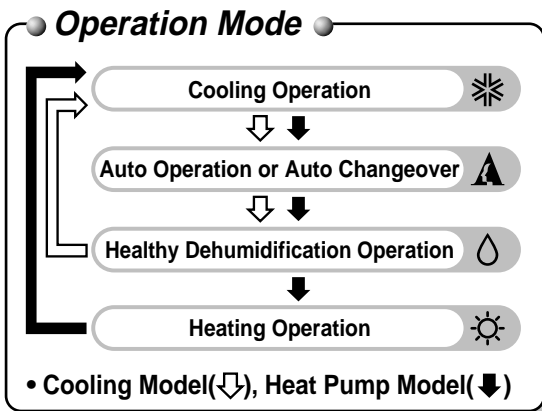 Operation Mode
Cooling Operation
Auto Operation or Auto Changeover
Healthy Dehumidification Operation
Heating Operation
• Cooling Model(⇩), Heat Pump Model(⬇)